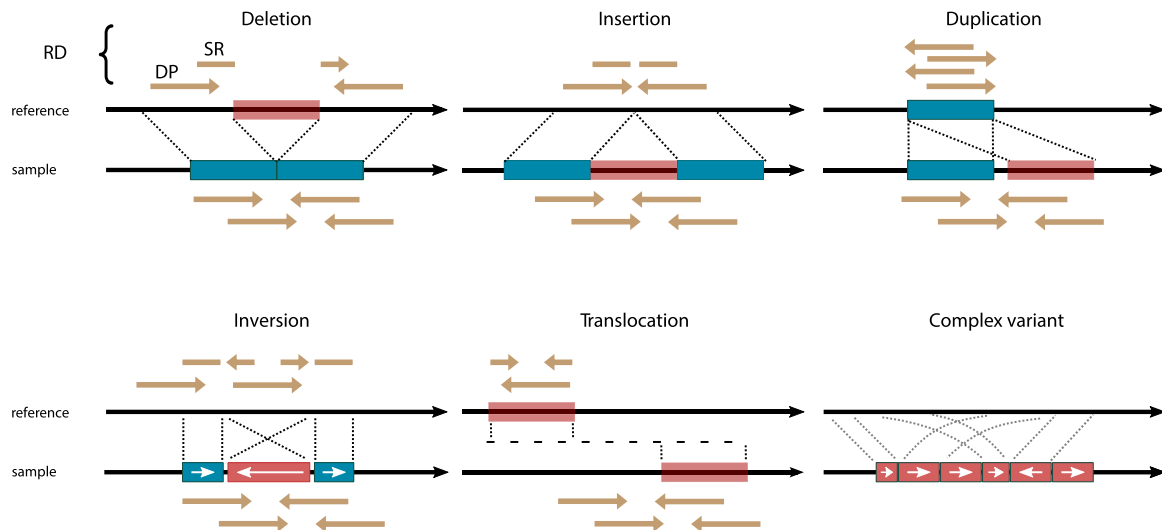 Deletion
Insertion
Duplication
RD
SR
DP
reference
sample
Inversion
Translocation
Complex variant
reference
sample